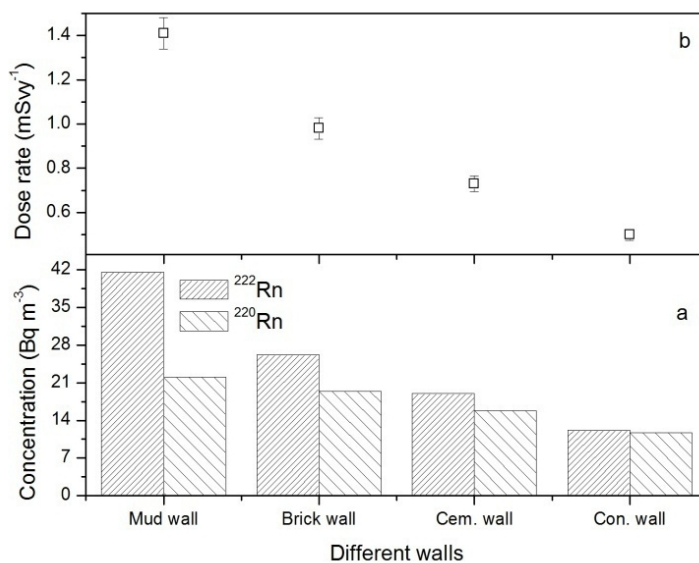 Dose rate (mSvy⁻¹)
1.4
1.2
1.0
0.8
0.6
b
Concentration (Bq m⁻³)
42
35
28
21
14
7
0
²²²Rn
²²⁰Rn
a
Mud wall Brick wall Cem. wall Con. wall
Different walls